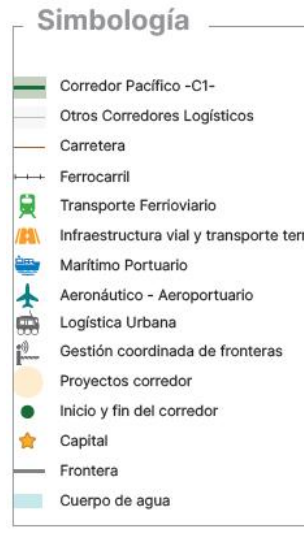 Simbología
Corredor Pacífico -C1-
Otros Corredores Logísticos
Carretera
Ferrocarril
Transporte Ferrioviario
Infraestructura vial y transporte terr
Marítimo Portuario
Aeronáutico - Aeroportuario
Logística Urbana
Gestión coordinada de fronteras
Proyectos corredor
Inicio y fin del corredor
Capital
Frontera
Cuerpo de agua